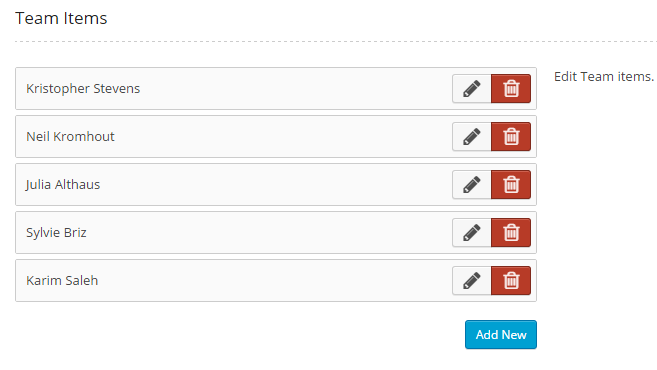 Team Items
Kristopher Stevens
Edit Team items.
Neil Kromhout
Julia Althaus
Sylvie Briz
Karim Saleh
Add New